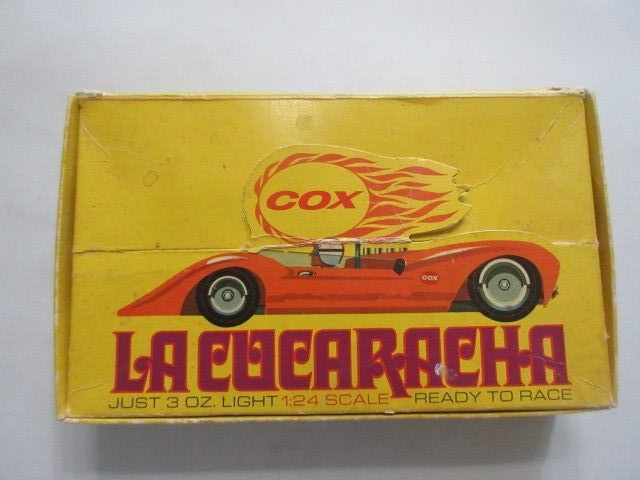 COX
COX
LA CUCARACHA
JUST 3 OZ. LIGHT 1:24 SCALE READY TO RACE